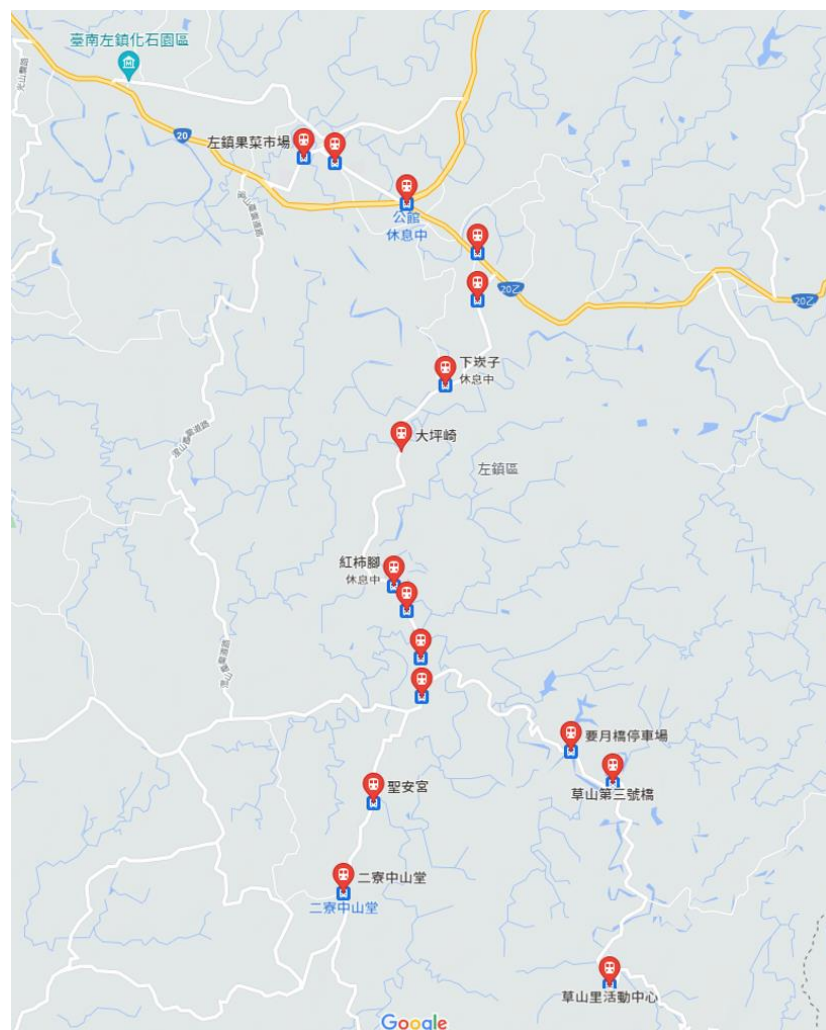 臺南左鎮化石園區
20
左鎮果菜市場
公館
休息中
20乙
20乙
下崁子
休息中
大坪崎
左鎮區
紅柿腳
休息中
要月橋停車場
草山第三號橋
聖安宮
二寮中山堂
二寮中山堂
草山里活動中心
Google